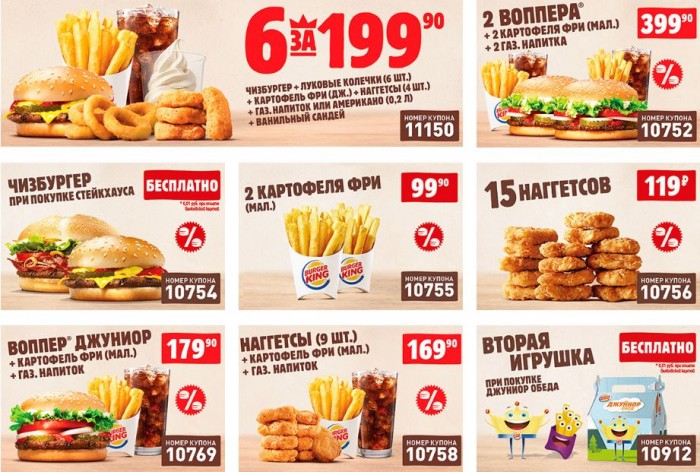 6 ЗА 199 90
ЧИЗБУРГЕР + ЛУКОВЫЕ КОЛЕЧКИ (6 ШТ.)
+ КАРТОФЕЛЬ ФРИ (ДЖ.) + НАГГЕТСЫ (4 ШТ.)
+ ГАЗ. НАПИТОК ИЛИ АМЕРИКАНО (0,2 Л)
+ ВАНИЛЬНЫЙ САНДЕЙ
НОМЕР КУПОНА
11150
2 ВОППЕРА®
+ 2 КАРТОФЕЛЯ ФРИ (МАЛ.)
+ 2 ГАЗ. НАПИТКА
399 90
%
НОМЕР КУПОНА
10752
ЧИЗБУРГЕР
ПРИ ПОКУПКЕ СТЕЙКХАУСА
БЕСПЛАТНО
%
НОМЕР КУПОНА
10754
2 КАРТОФЕЛЯ ФРИ
(МАЛ.)
99 90
%
BURGER
KING
BURGER
KING
НОМЕР КУПОНА
10755
15 НАГГЕТСОВ
119₽
%
НОМЕР КУПОНА
10756
ВОППЕР® ДЖУНИОР
+ КАРТОФЕЛЬ ФРИ (МАЛ.)
+ ГАЗ. НАПИТОК
179 90
%
BURGER
KING
НОМЕР КУПОНА
10769
НАГГЕТСЫ (9 ШТ.)
+ КАРТОФЕЛЬ ФРИ (МАЛ.)
+ ГАЗ. НАПИТОК
169 90
%
BURGER
KING
НОМЕР КУПОНА
10758
ВТОРАЯ
ИГРУШКА
ПРИ ПОКУПКЕ
ДЖУНИОР ОБЕДА
БЕСПЛАТНО
ДЖУНИОР
НОМЕР КУПОНА
10912